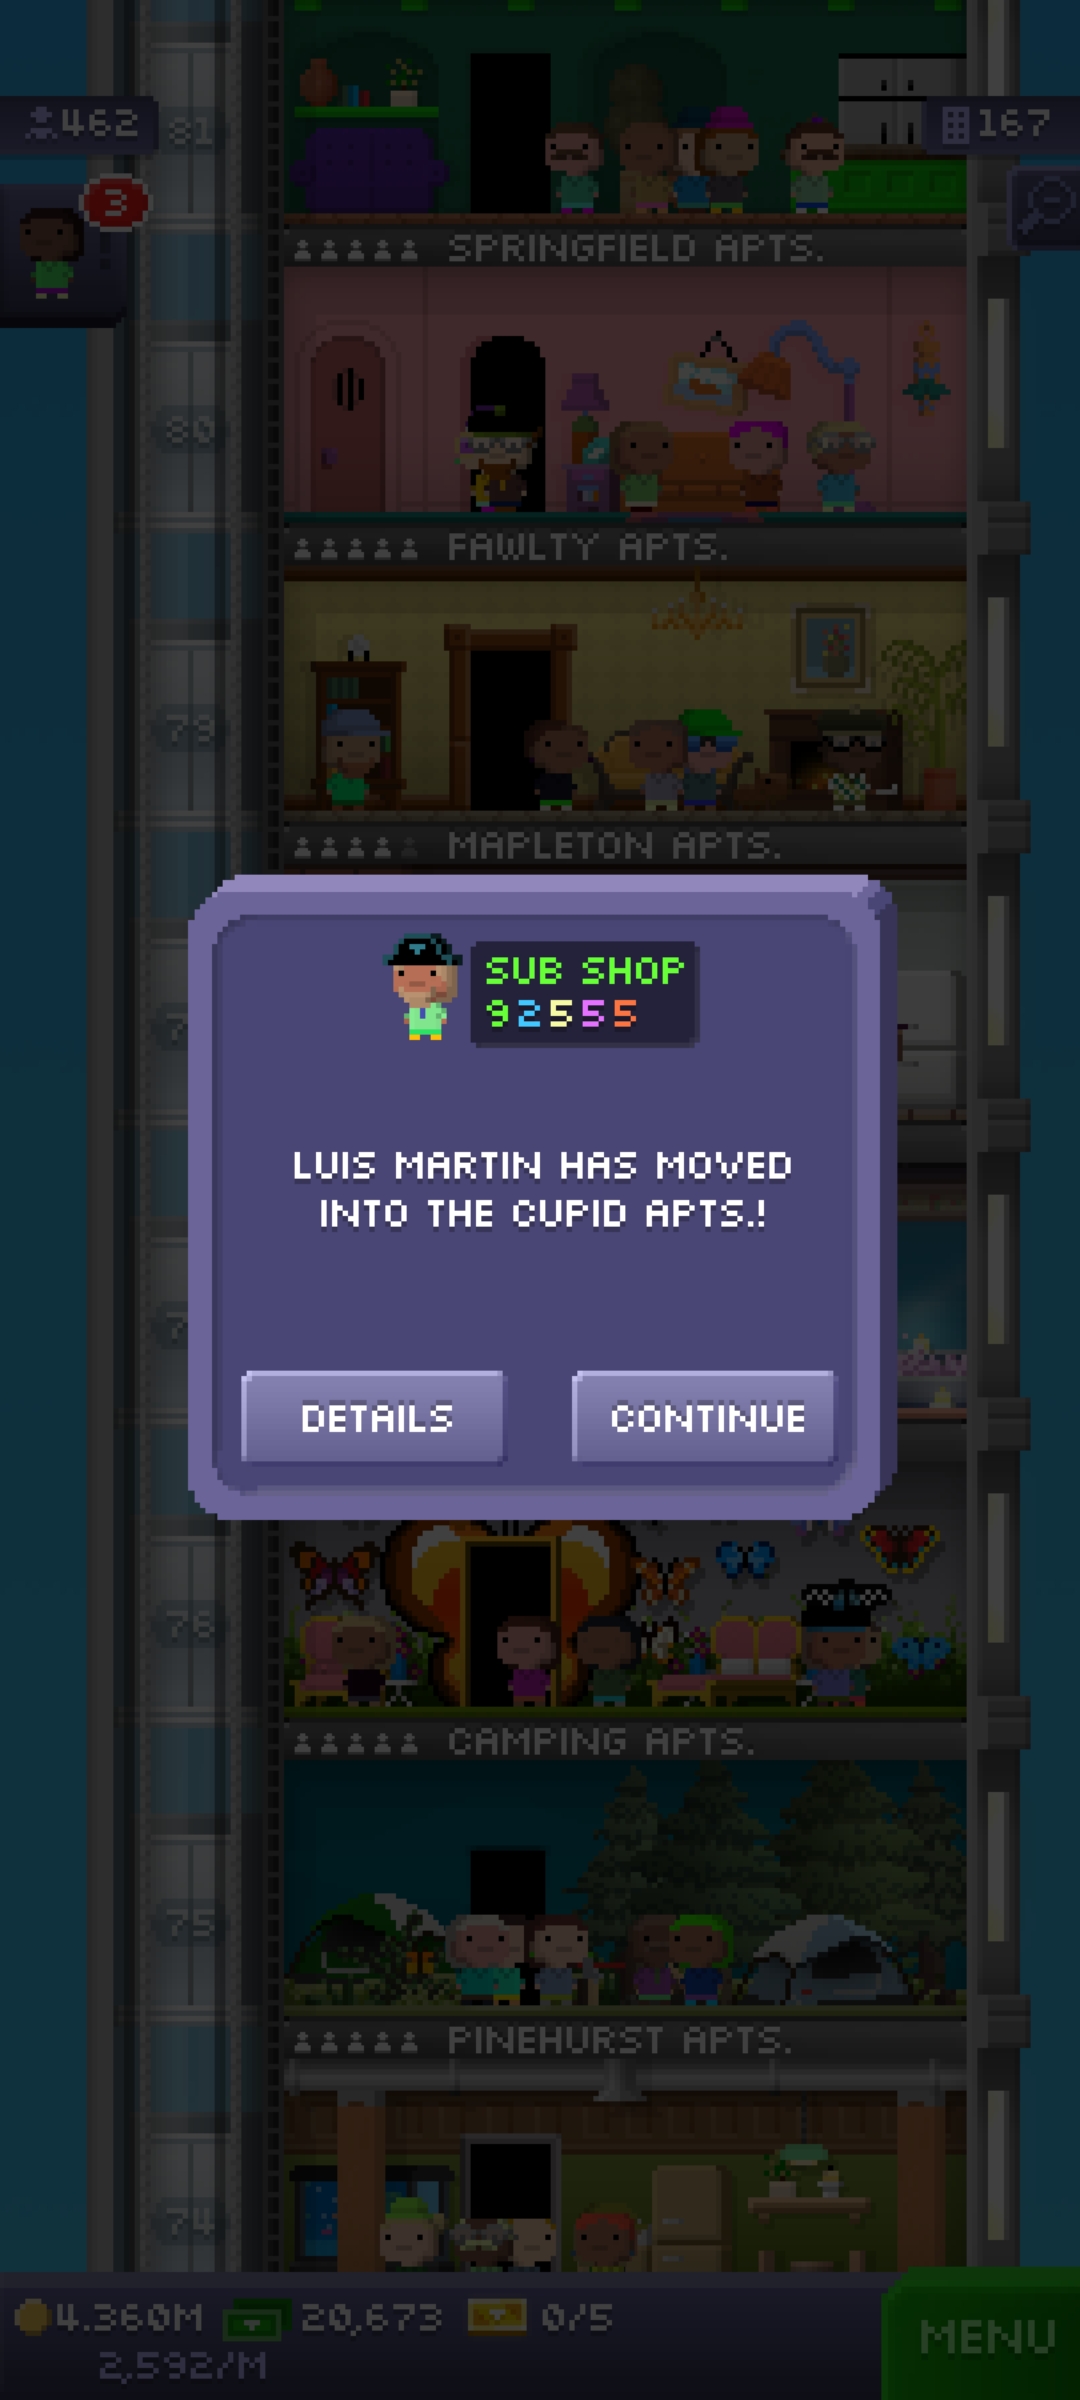 462
81
167
3
SPRINGFIELD APTS.
80
FAWLTY APTS.
79
MAPLETON APTS.
SUB SHOP
92555
LUIS MARTIN HAS MOVED
INTO THE CUPID APTS.!
DETAILS
CONTINUE
76
CAMPING APTS.
75
PINEHURST APTS.
74
4.360M
20,673
0/5
MENU
2,592/M